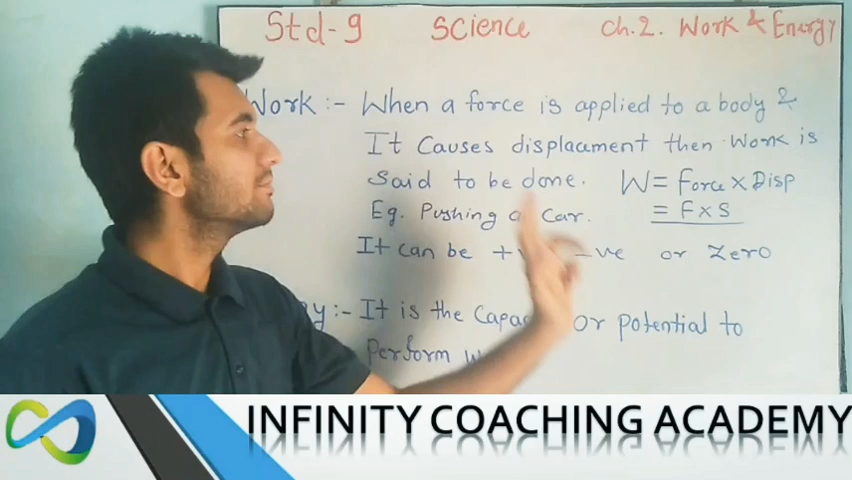 Std-9 Science Ch.2. Work & Energy
Work :- When a force is applied to a body &
It Causes displacement then Work is
Said to be done. W = Force × Disp
Eg. Pushing a Car. = F × S
It can be + -ve or Zero
:- It is the or potential to
Perform
INFINITY COACHING ACADEMY